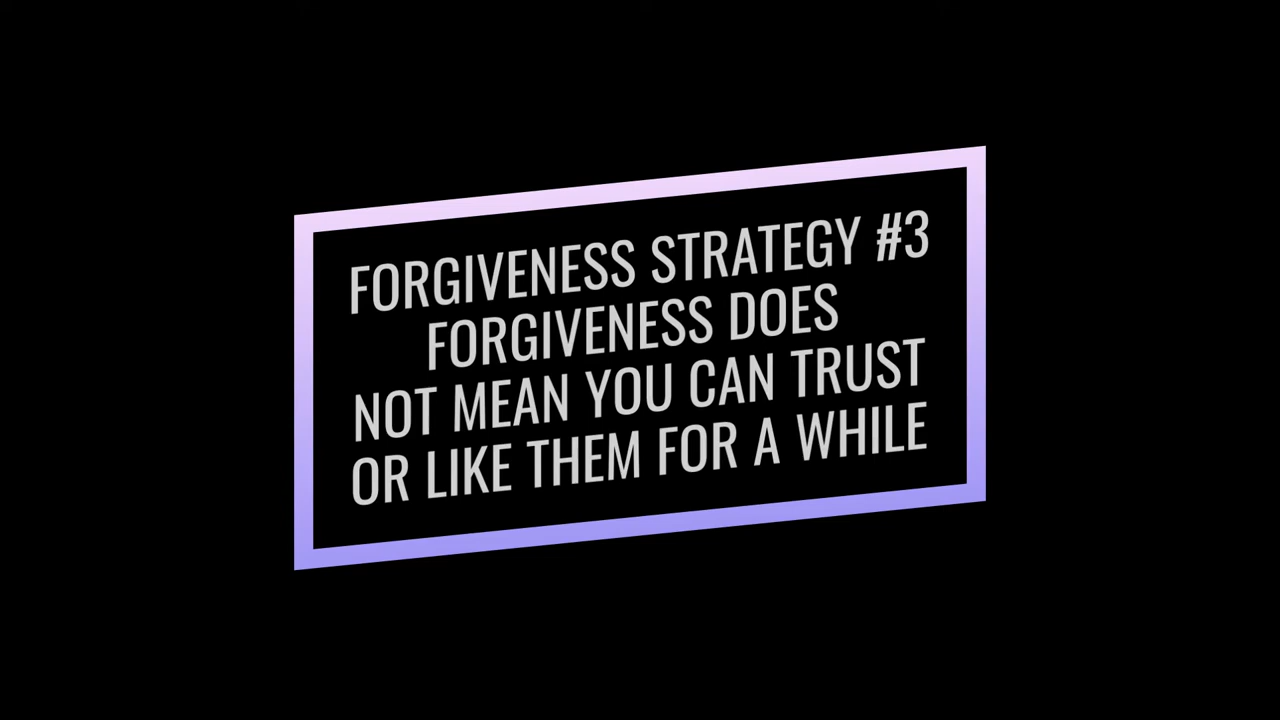 FORGIVENESS STRATEGY #3
FORGIVENESS DOES
NOT MEAN YOU CAN TRUST
OR LIKE THEM FOR A WHILE